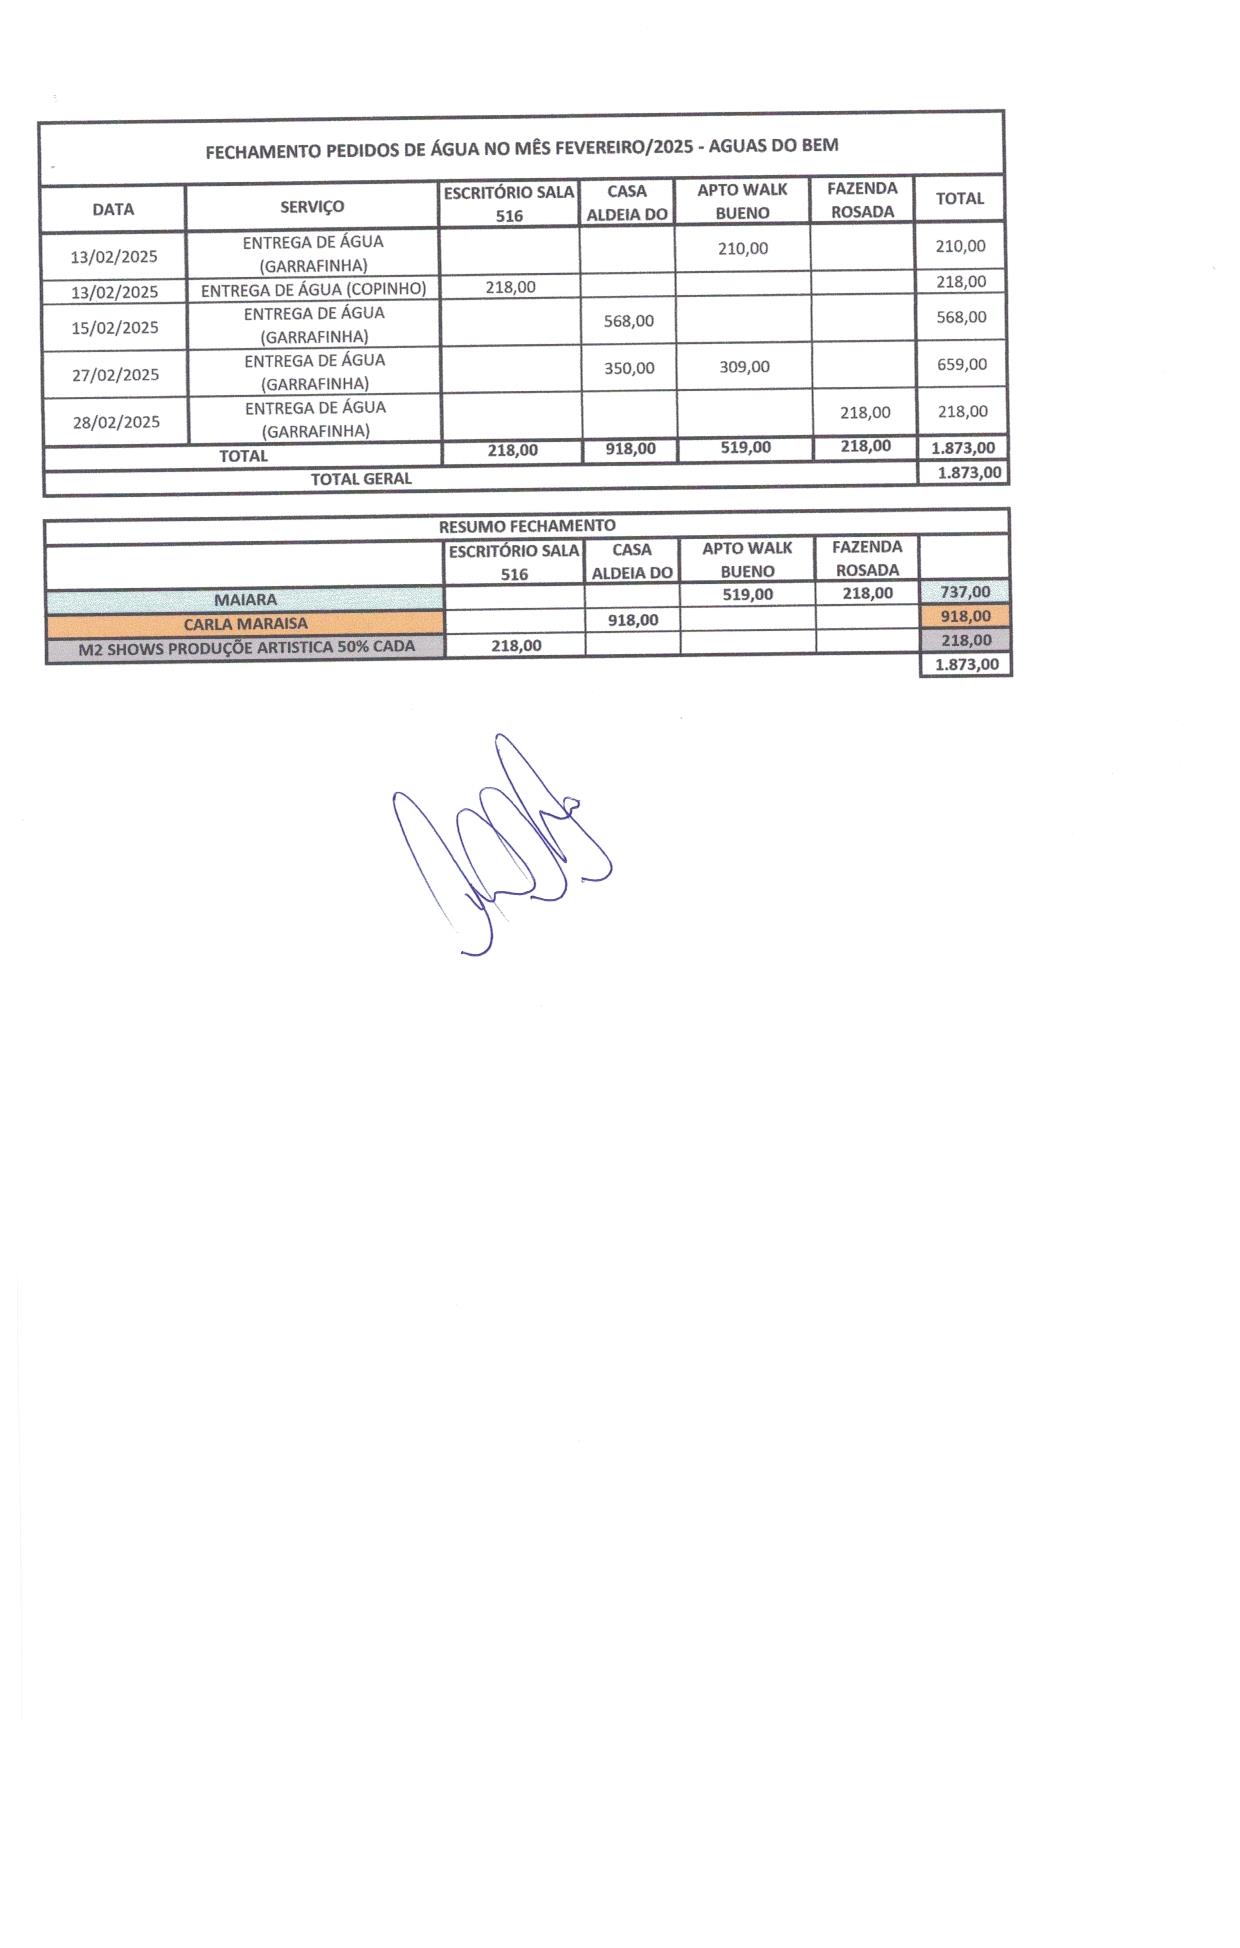 FECHAMENTO PEDIDOS DE ÁGUA NO MÊS FEVEREIRO/2025 - AGUAS DO BEM
DATA SERVIÇO ESCRITÓRIO SALA 516 CASA ALDEIA DO APTO WALK BUENO FAZENDA ROSADA TOTAL
13/02/2025 ENTREGA DE ÁGUA (GARRAFINHA) 210,00 210,00
13/02/2025 ENTREGA DE ÁGUA (COPINHO) 218,00 218,00
15/02/2025 ENTREGA DE ÁGUA (GARRAFINHA) 568,00 568,00
27/02/2025 ENTREGA DE ÁGUA (GARRAFINHA) 350,00 309,00 659,00
28/02/2025 ENTREGA DE ÁGUA (GARRAFINHA) 218,00 218,00
TOTAL 218,00 918,00 519,00 218,00 1.873,00
TOTAL GERAL 1.873,00
RESUMO FECHAMENTO
ESCRITÓRIO SALA 516 CASA ALDEIA DO APTO WALK BUENO FAZENDA ROSADA
MAIARA 519,00 218,00 737,00
CARLA MARAISA 918,00 918,00
M2 SHOWS PRODUÇÕE ARTISTICA 50% CADA 218,00 218,00
1.873,00